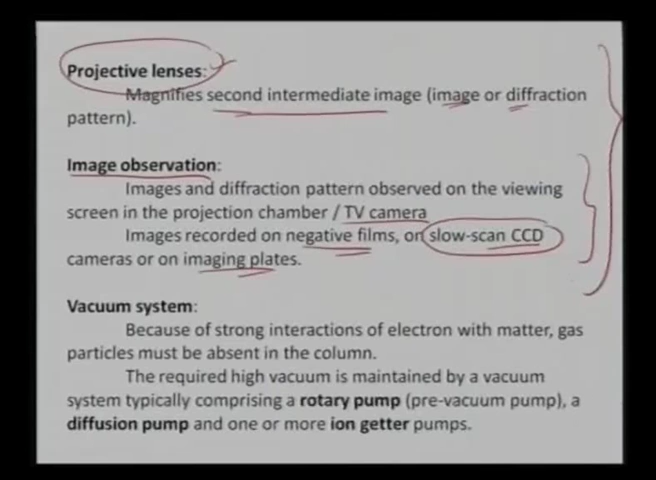 Projective lenses:
Magnifies second intermediate image (image or diffraction
pattern).
Image observation:
Images and diffraction pattern observed on the viewing
screen in the projection chamber / TV camera
Images recorded on negative films, or slow-scan CCD
cameras or on imaging plates.
Vacuum system:
Because of strong interactions of electron with matter, gas
particles must be absent in the column.
The required high vacuum is maintained by a vacuum
system typically comprising a rotary pump (pre-vacuum pump), a
diffusion pump and one or more ion getter pumps.